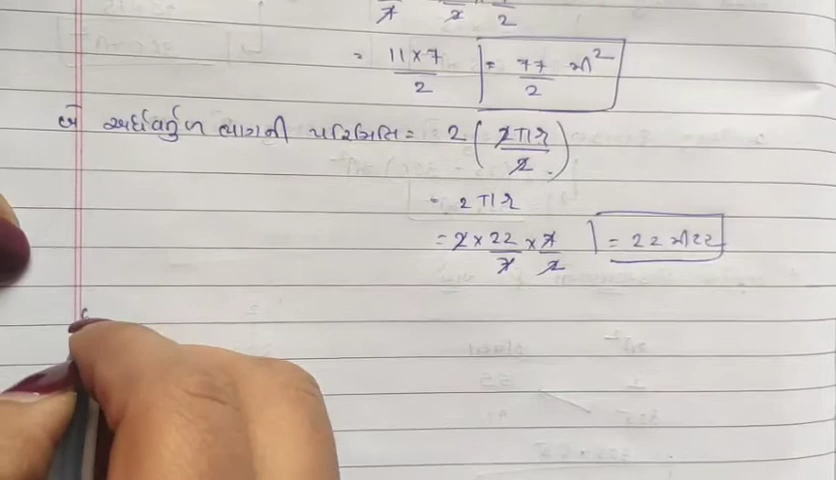 = 11 × 7 / 2 = 77/2 મી²
બે અર્ધવર્તુળ ભાગની પરિમિતિ = 2 (2πr / 2)
= 2πr
= 2 × 22/7 × 7/2 = 22 મીટર